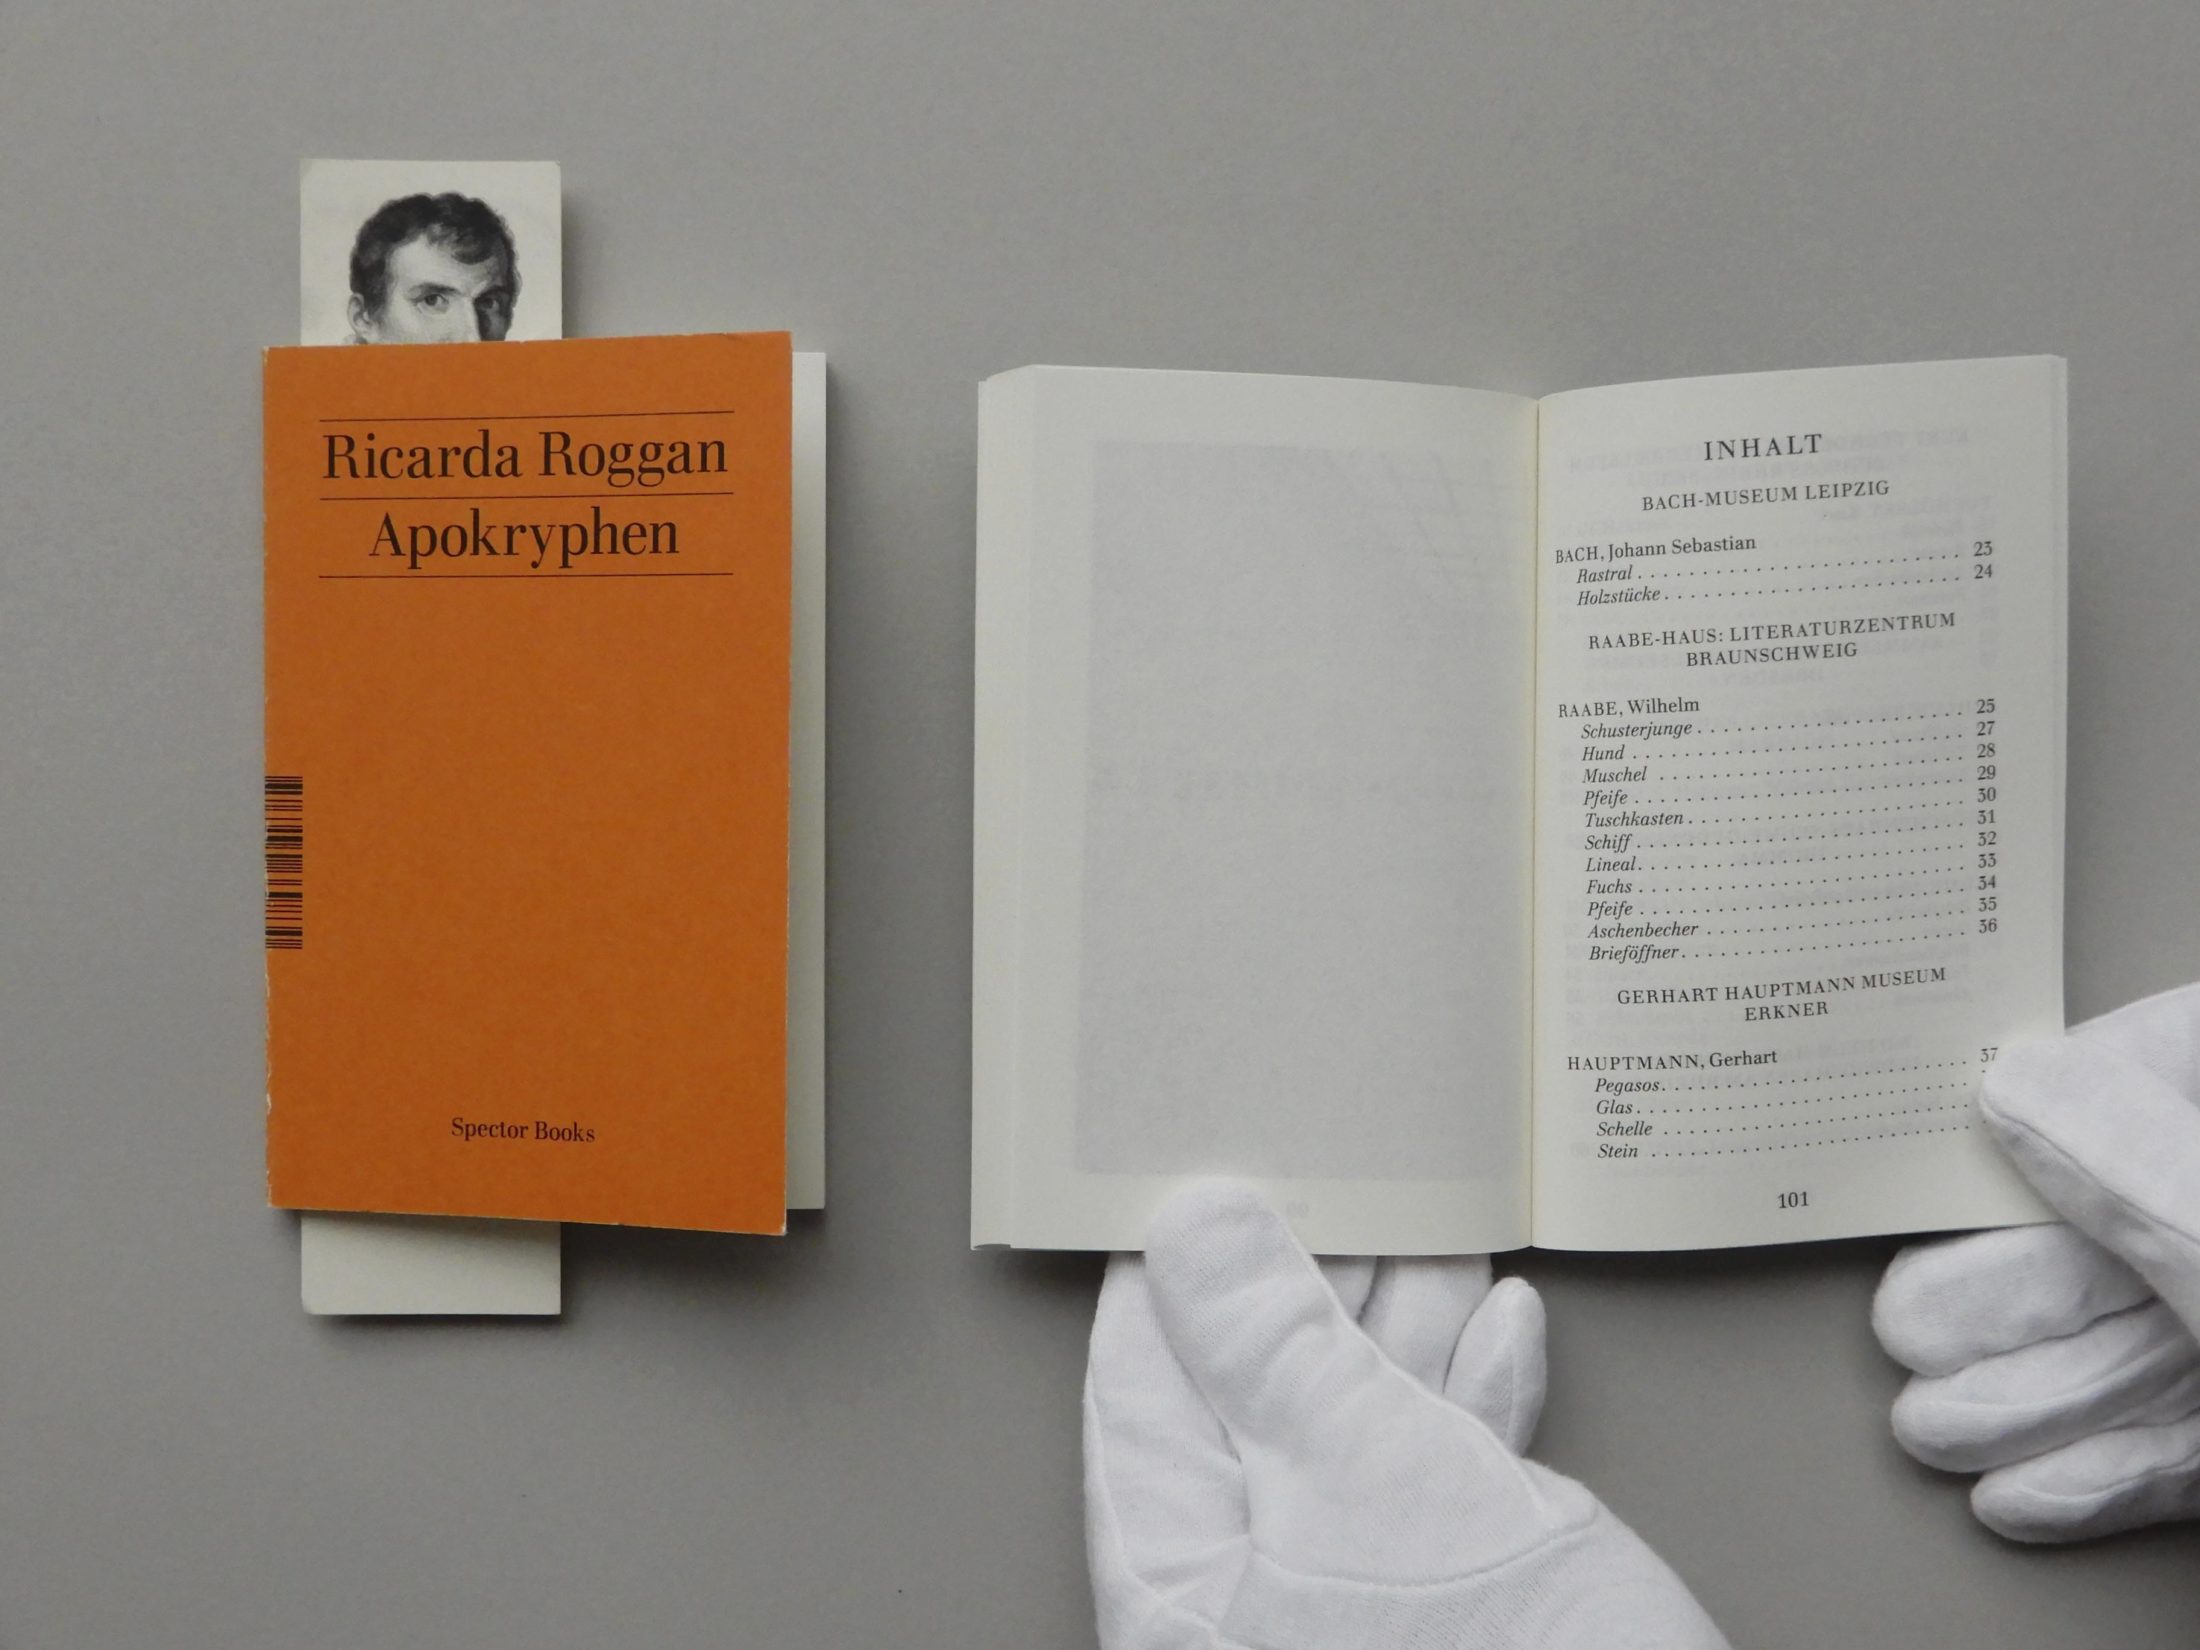 Ricarda Roggan
Apokryphen
Spector Books
INHALT
BACH-MUSEUM LEIPZIG
BACH, Johann Sebastian
Rastral . . . . . . . . . . . . . . . . . . . . . . . . . 23
Holzstücke . . . . . . . . . . . . . . . . . . . . . . . 24
RAABE-HAUS: LITERATURZENTRUM
BRAUNSCHWEIG
RAABE, Wilhelm
Schusterjunge . . . . . . . . . . . . . . . . . . . . . 25
Hund . . . . . . . . . . . . . . . . . . . . . . . . . . 27
Muschel . . . . . . . . . . . . . . . . . . . . . . . . 28
Pfeife . . . . . . . . . . . . . . . . . . . . . . . . . . 29
Tuschkasten . . . . . . . . . . . . . . . . . . . . . . 30
Schiff . . . . . . . . . . . . . . . . . . . . . . . . . . 31
Lineal . . . . . . . . . . . . . . . . . . . . . . . . . 32
Fuchs . . . . . . . . . . . . . . . . . . . . . . . . . . 33
Pfeife . . . . . . . . . . . . . . . . . . . . . . . . . . 34
Aschenbecher . . . . . . . . . . . . . . . . . . . . . 35
Brieföffner . . . . . . . . . . . . . . . . . . . . . . . 36
GERHART HAUPTMANN MUSEUM
ERKNER
HAUPTMANN, Gerhart
Pegasos . . . . . . . . . . . . . . . . . . . . . . . . 37
Glas . . . . . . . . . . . . . . . . . . . . . . . . . .
Schelle . . . . . . . . . . . . . . . . . . . . . . . .
Stein . . . . . . . . . . . . . . . . . . . . . . . . . .
101